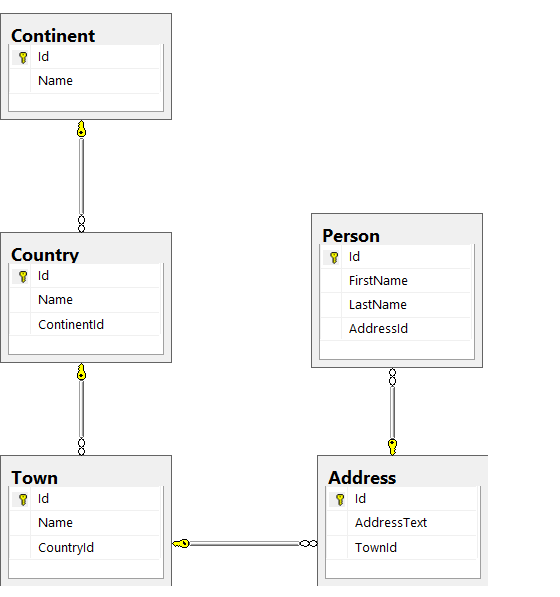 Continent
Id
Name
Country
Id
Name
ContinentId
Person
Id
FirstName
LastName
AddressId
Town
Id
Name
CountryId
Address
Id
AddressText
TownId